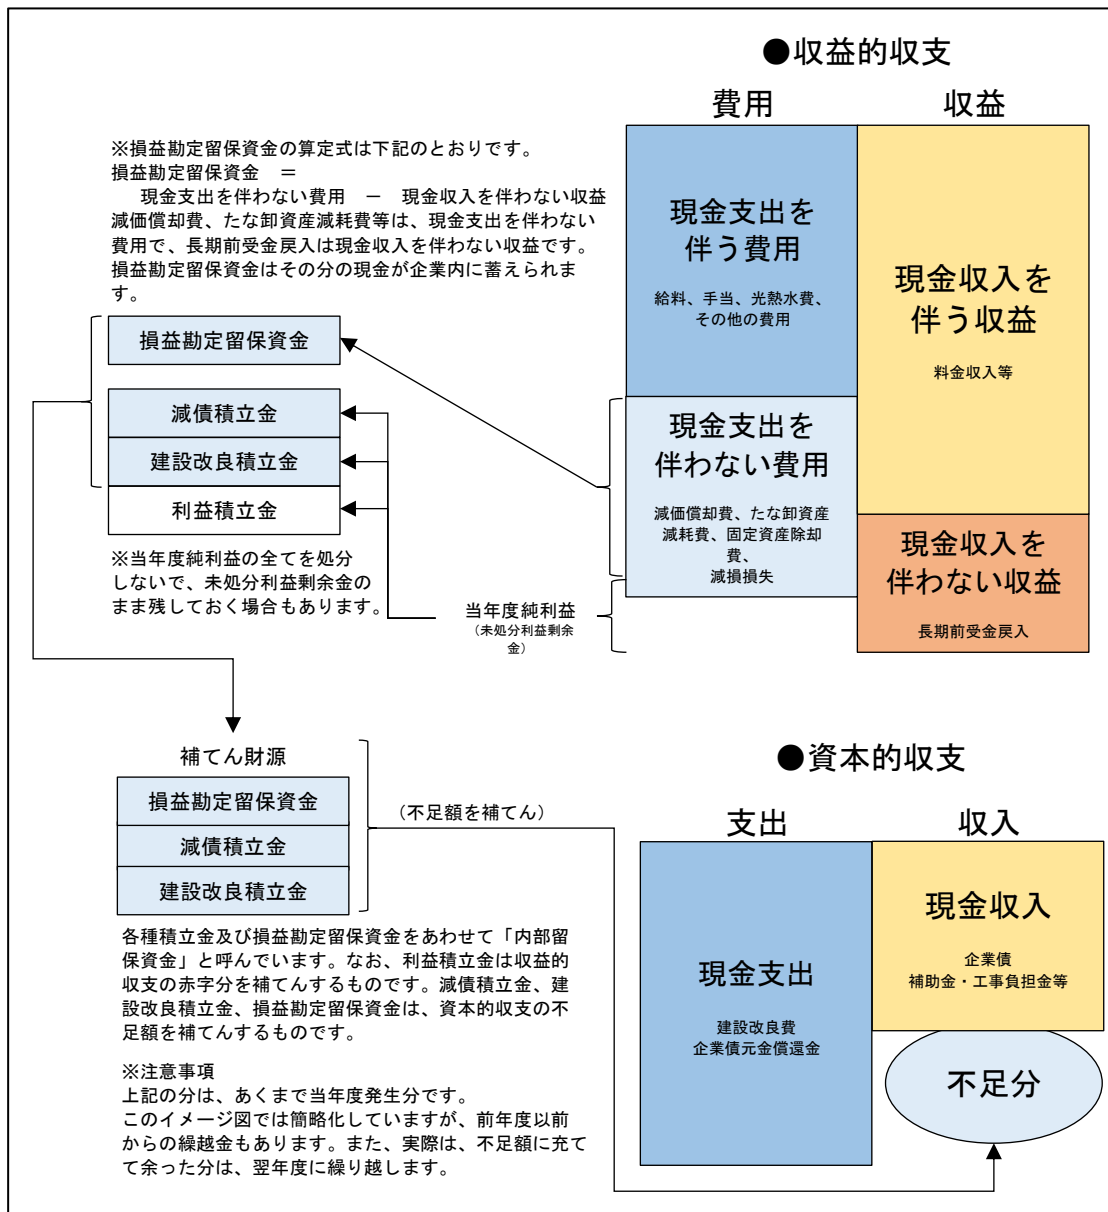 ●収益的収支
費用
収益
※損益勘定留保資金の算定式は下記のとおりです。
損益勘定留保資金　＝
現金支出を伴わない費用　－　現金収入を伴わない収益
減価償却費、たな卸資産減耗費等は、現金支出を伴わない
費用で、長期前受金戻入は現金収入を伴わない収益です。
損益勘定留保資金はその分の現金が企業内に蓄えられま
す。
現金支出を
伴う費用
給料、手当、光熱水費、
その他の費用
現金収入を
伴う収益
料金収入等
損益勘定留保資金
減債積立金
建設改良積立金
利益積立金
現金支出を
伴わない費用
減価償却費、たな卸資産
減耗費、固定資産除却
費、
減損損失
現金収入を
伴わない収益
長期前受金戻入
※当年度純利益の全てを処分
しないで、未処分利益剰余金の
まま残しておく場合もあります。
当年度純利益
（未処分利益剰余
金）
補てん財源
損益勘定留保資金
減債積立金
建設改良積立金
（不足額を補てん）
●資本的収支
支出
収入
現金支出
建設改良費
企業債元金償還金
現金収入
企業債
補助金・工事負担金等
不足分
各種積立金及び損益勘定留保資金をあわせて「内部留
保資金」と呼んでいます。なお、利益積立金は収益的
収支の赤字分を補てんするものです。減債積立金、建
設改良積立金、損益勘定留保資金は、資本的収支の不
足額を補てんするものです。
※注意事項
上記の分は、あくまで当年度発生分です。
このイメージ図では簡略化していますが、前年度以前
からの繰越金もあります。また、実際は、不足額に充て
て余った分は、翌年度に繰り越します。